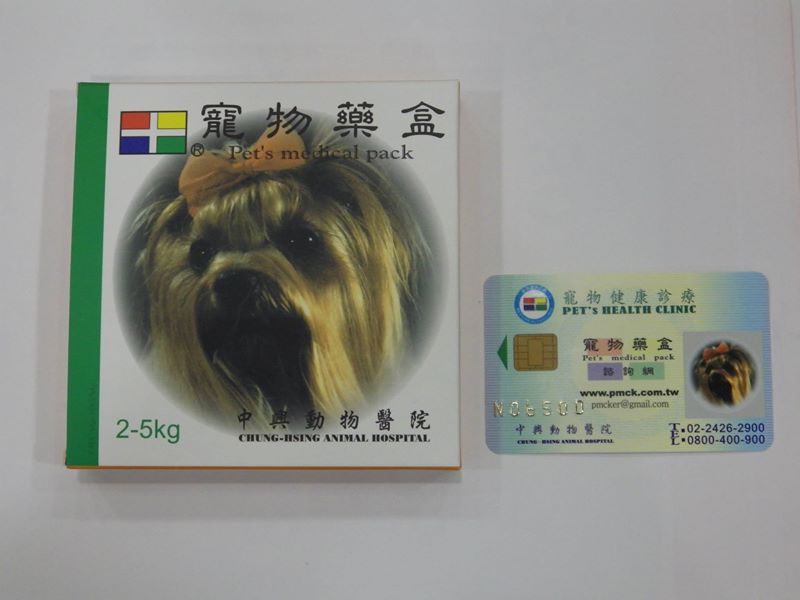 寵物藥盒
®
Pet's medical pack
2-5kg
中興動物醫院
CHUNG-HSING ANIMAL HOSPITAL
寵物健康診療
PET's HEALTH CLINIC
寵物藥盒
Pet's medical pack
諮詢網
www.pmck.com.tw
pmcker@gmail.com
NO6500
中興動物醫院
CHUNG-HSING ANIMAL HOSPITAL
TEL:02-2426-2900
0800-400-900